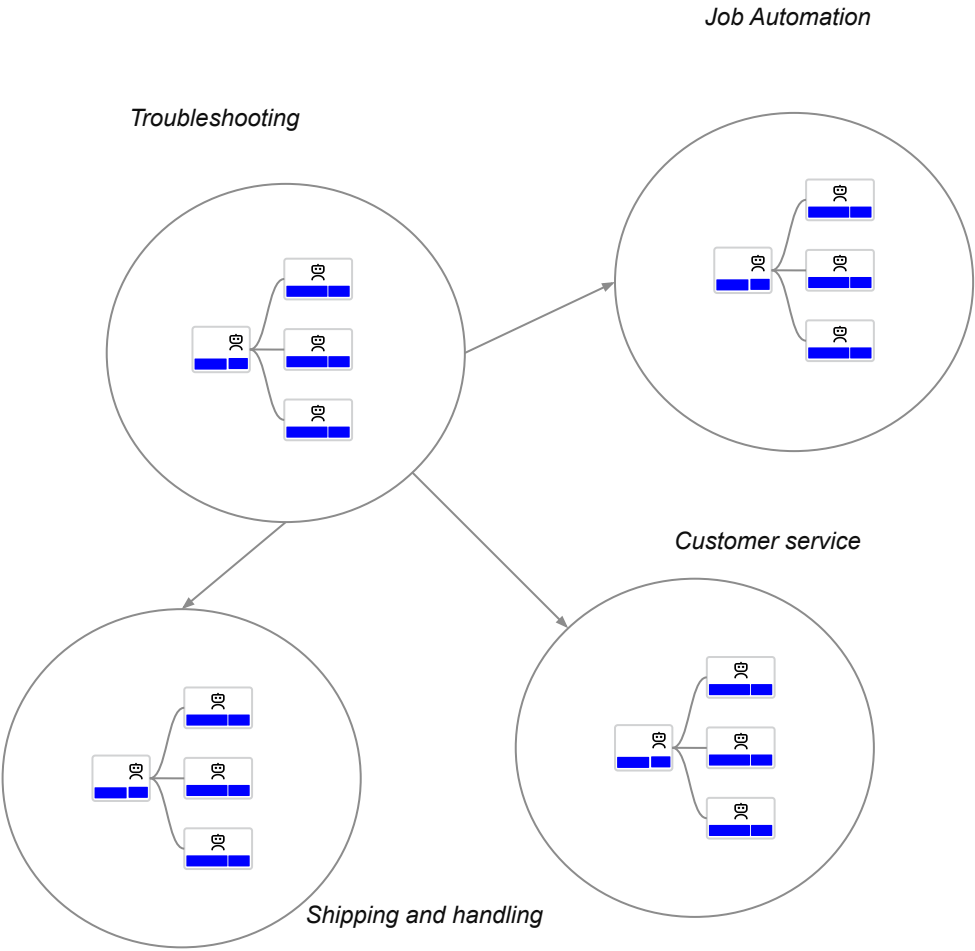 Job Automation
Troubleshooting
Customer service
Shipping and handling